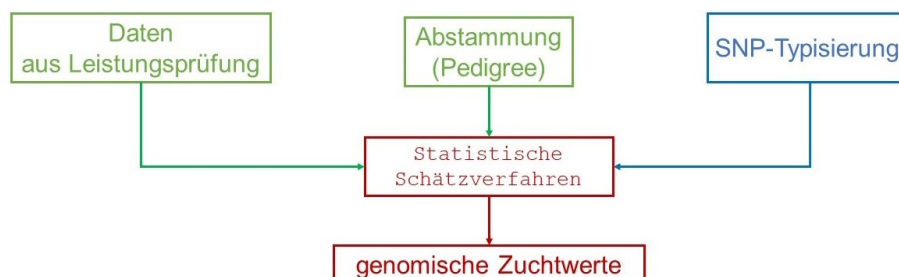 Daten
aus Leistungsprüfung
Abstammung
(Pedigree)
SNP-Typisierung
Statistische
Schätzverfahren
genomische Zuchtwerte